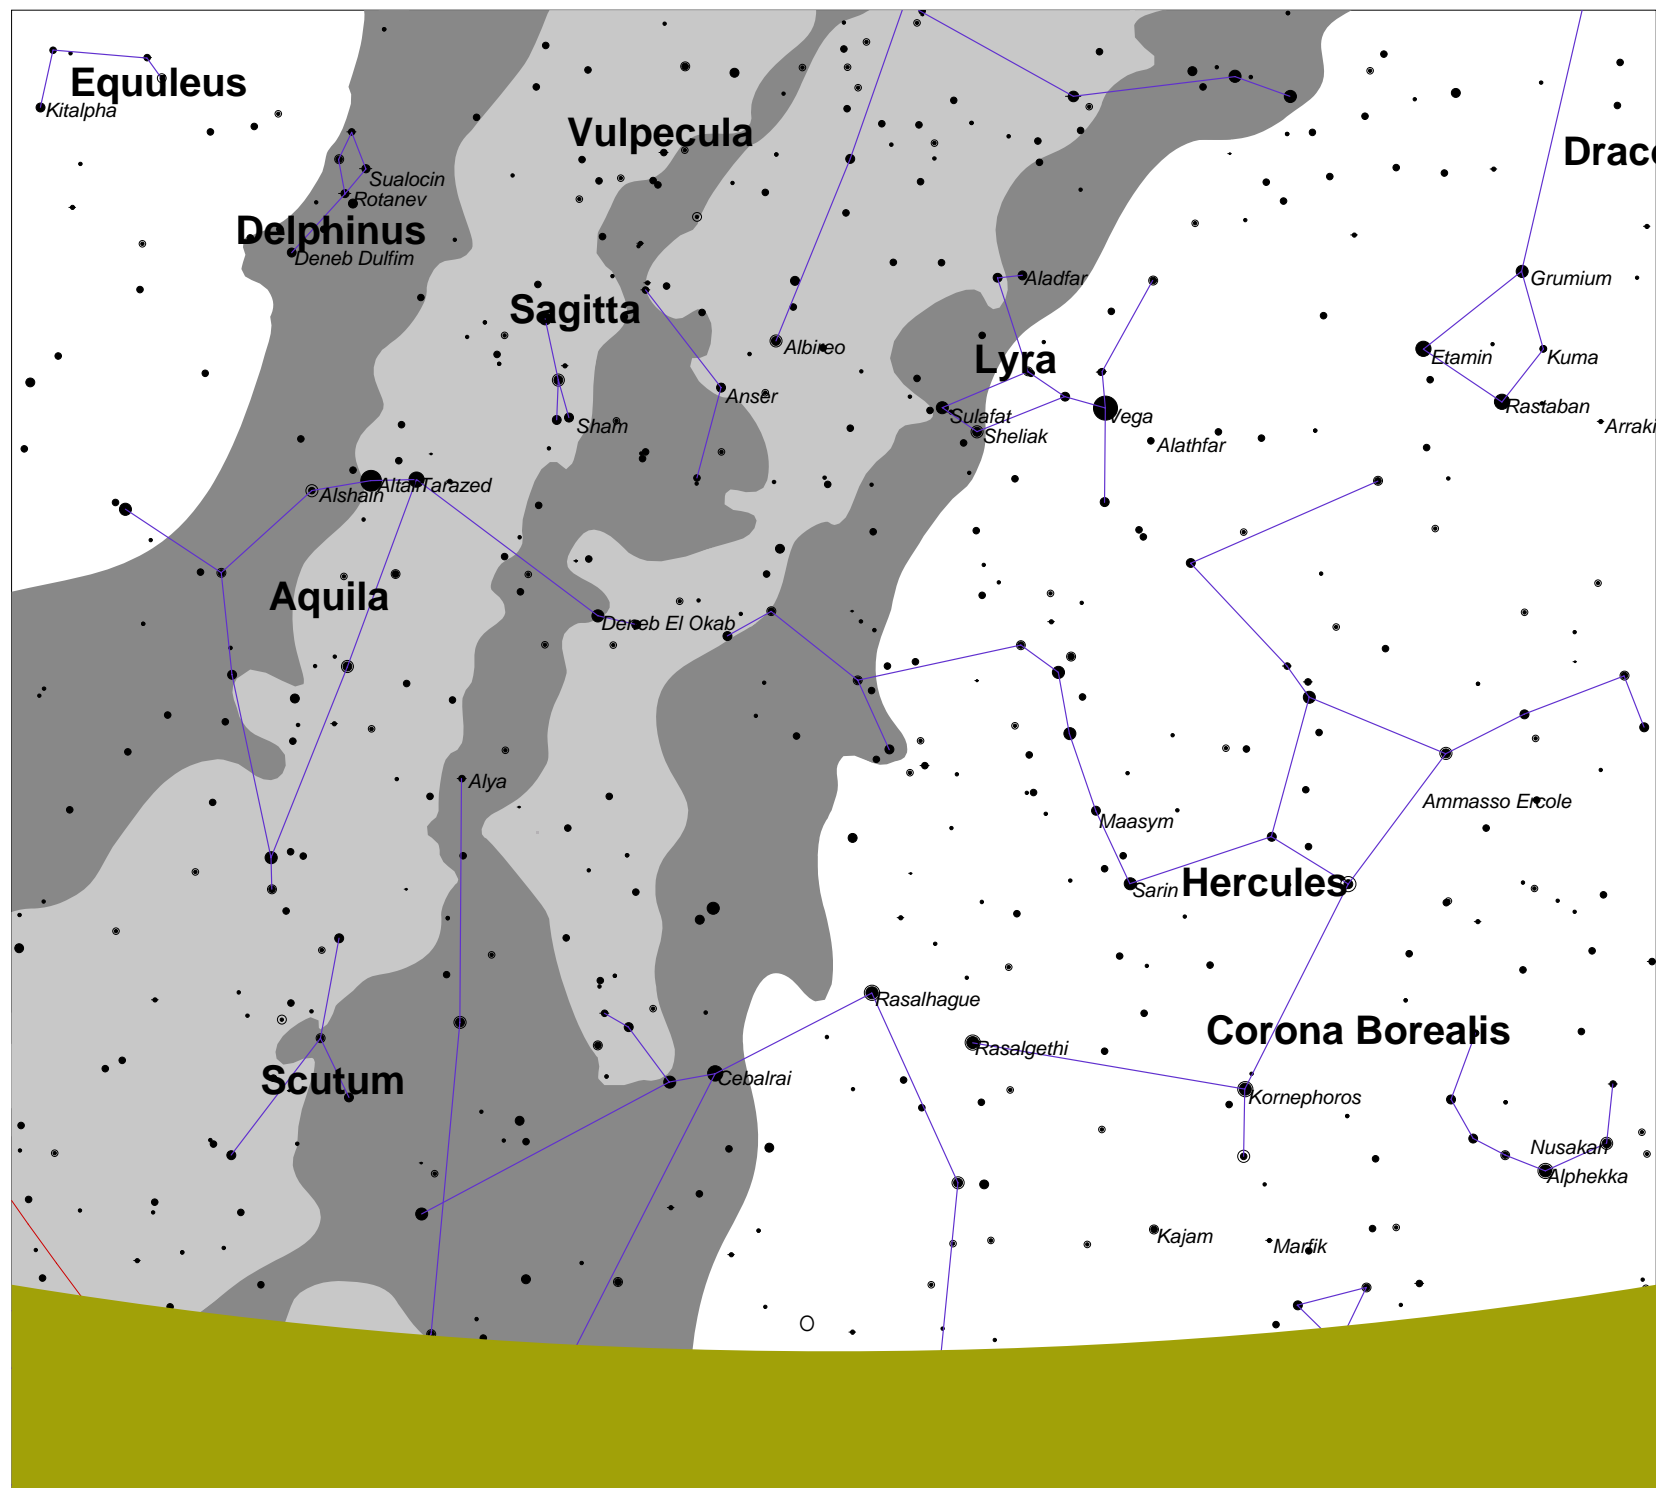 Equuleus
Kitalpha
Vulpecula
Drac
Sualocin
Rotanev
Delphinus
Deneb Dulfim
Aladfar
Grumium
Sagitta
Albireo
Lyra
Etamin
Kuma
Anser
Rastaban
Sulafat
Vega
Sham
Sheliak
Alathfar
Arraki
Altair
Tarazed
Alshain
Aquila
Deneb El Okab
Alya
Ammasso Ercole
Maasym
Sarin
Hercules
Rasalhague
Corona Borealis
Rasalgethi
Scutum
Cebalrai
Kornephoros
Nusakan
Alphekka
Kajam
Marfik